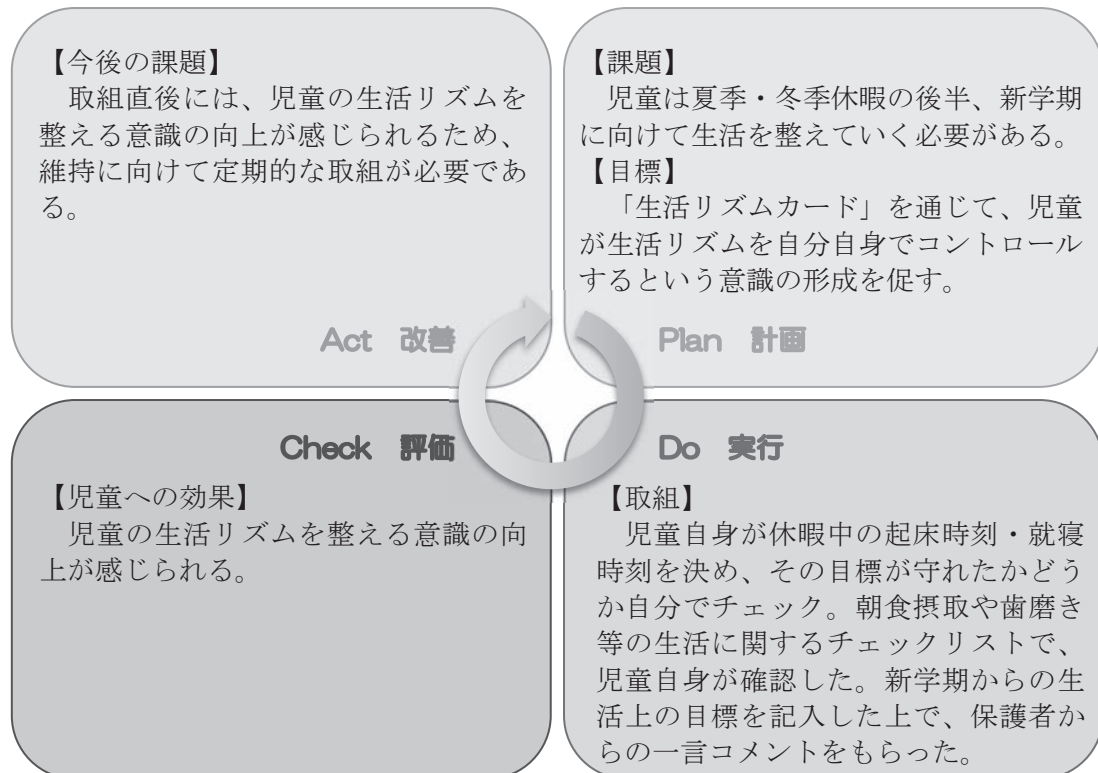 【今後の課題】
　取組直後には、児童の生活リズムを
整える意識の向上が感じられるため、
維持に向けて定期的な取組が必要であ
る。
Act　改善
【課題】
　児童は夏季・冬季休暇の後半、新学期
に向けて生活を整えていく必要がある。
【目標】
　「生活リズムカード」を通じて、児童
が生活リズムを自分自身でコントロール
するという意識の形成を促す。
Plan　計画
Check　評価
【児童への効果】
　児童の生活リズムを整える意識の向
上が感じられる。
Do　実行
【取組】
　児童自身が休暇中の起床時刻・就寝
時刻を決め、その目標が守れたかどう
か自分でチェック。朝食摂取や歯磨き
等の生活に関するチェックリストで、
児童自身が確認した。新学期からの生
活上の目標を記入した上で、保護者か
らの一言コメントをもらった。